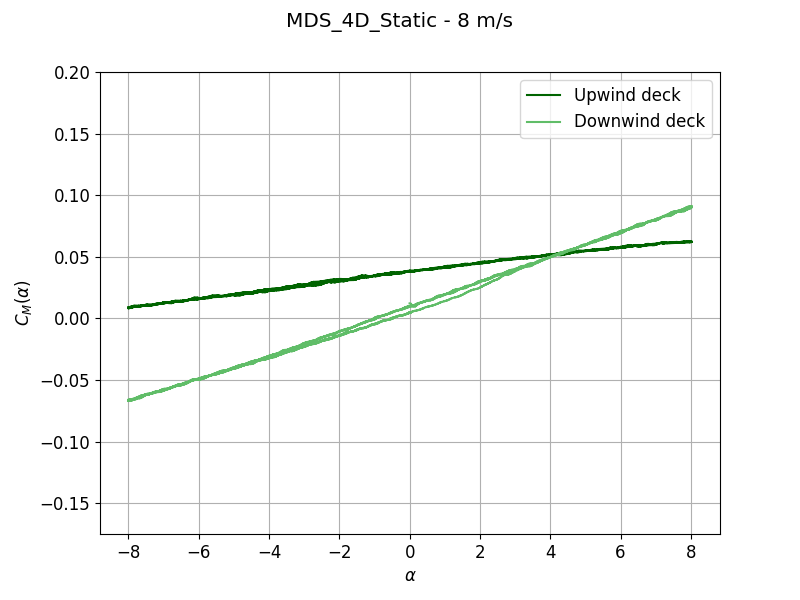 MDS_4D_Static - 8 m/s
Upwind deck
Downwind deck
0.20
0.15
0.10
0.05
0.00
−0.05
−0.10
−0.15
C_M(α)
−8 −6 −4 −2 0 2 4 6 8
α